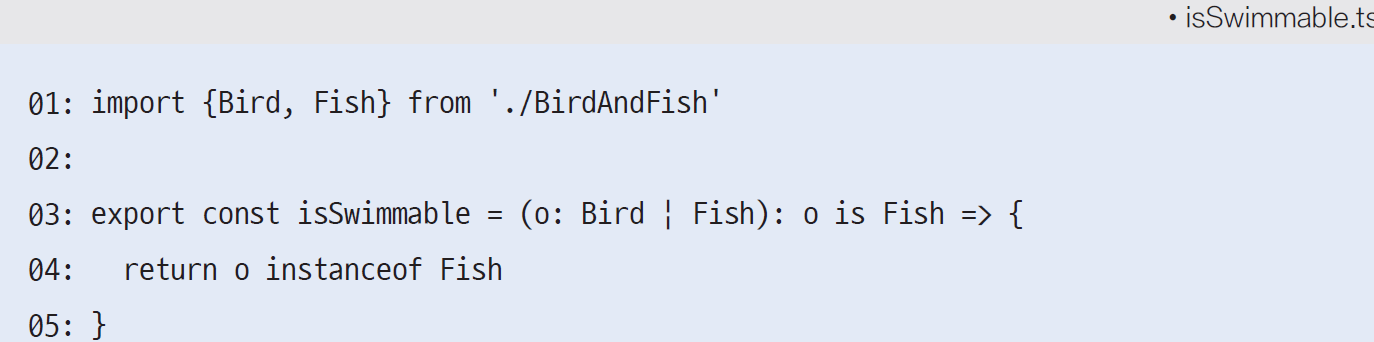 • isSwimmable.ts
01: import {Bird, Fish} from './BirdAndFish'
02:
03: export const isSwimmable = (o: Bird ¦ Fish): o is Fish => {
04:   return o instanceof Fish
05: }